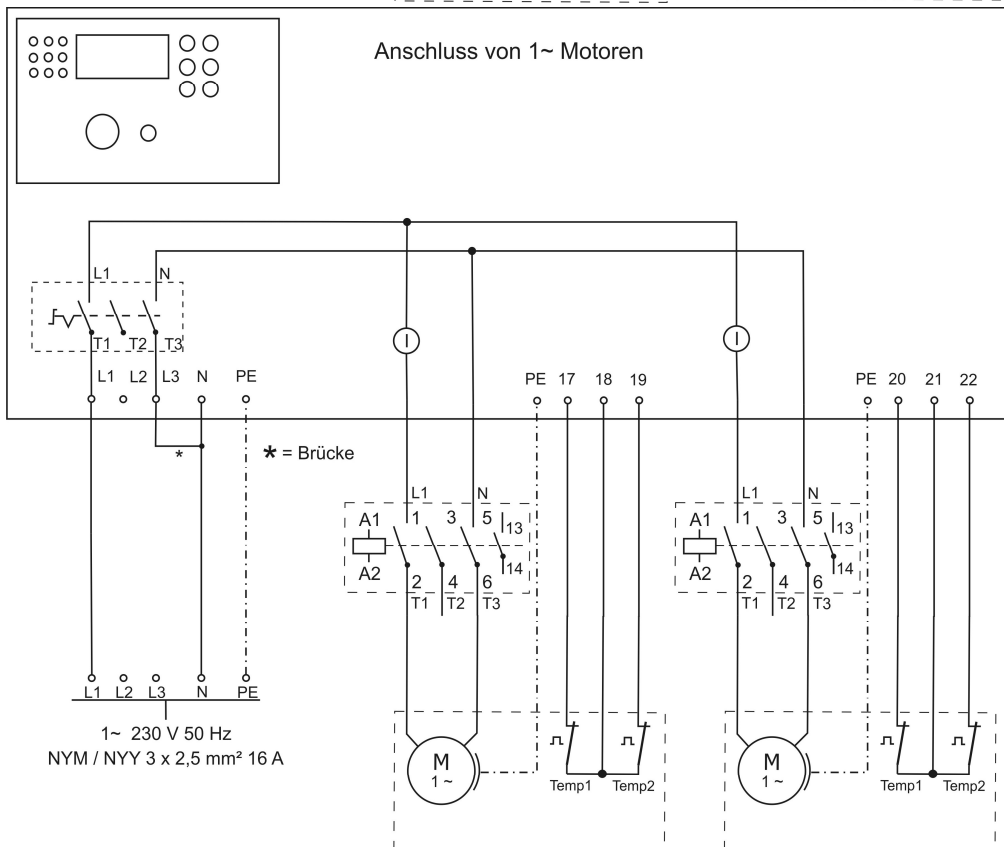 Anschluss von 1~ Motoren
L1 N
T1 T2 T3
L1 L2 L3 N PE
* = Brücke
*
PE 17 18 19
PE 20 21 22
I
I
L1 N
A1 1 3 5 13
A2 2 4 6 14
T1 T2 T3
L1 N
A1 1 3 5 13
A2 2 4 6 14
T1 T2 T3
L1 L2 L3 N PE
1~ 230 V 50 Hz
NYM / NYY 3 x 2,5 mm² 16 A
M
1 ~
Temp1 Temp2
M
1 ~
Temp1 Temp2